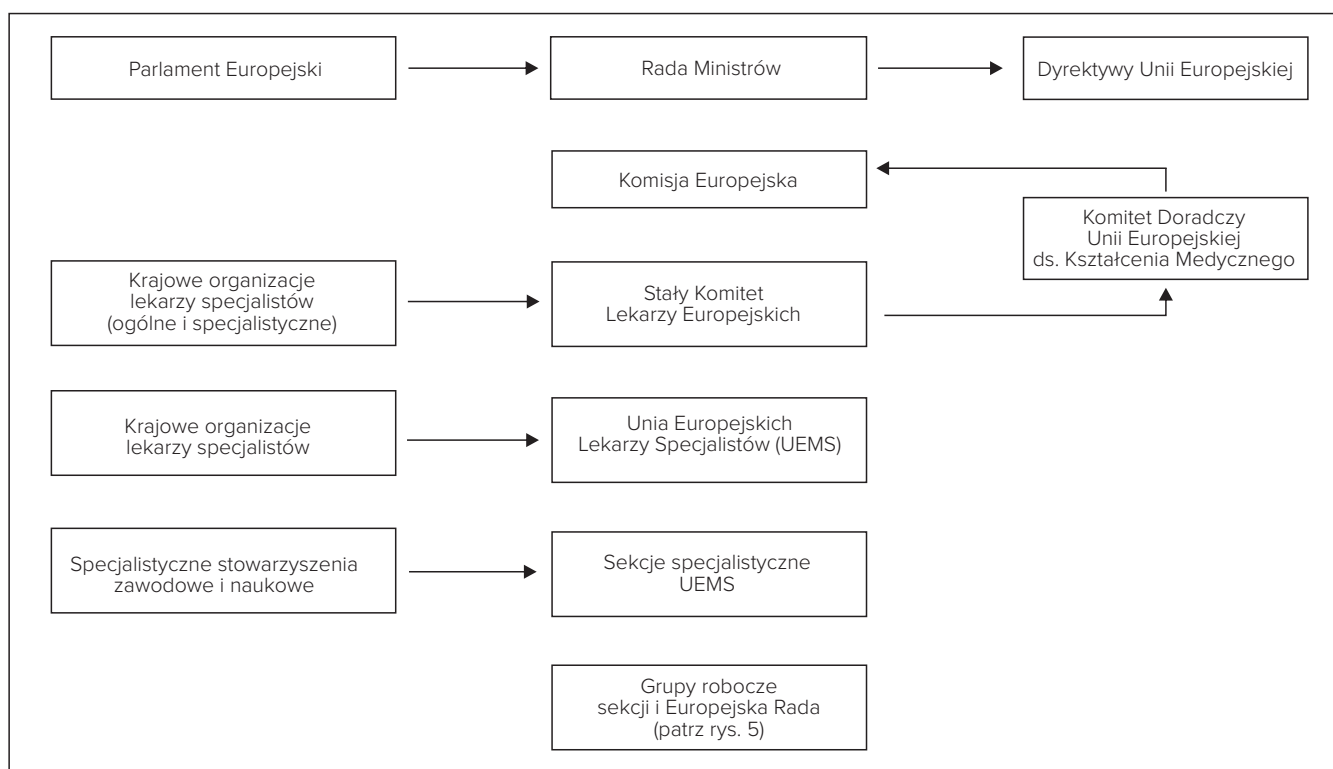 Parlament Europejski
Rada Ministrów
Dyrektywy Unii Europejskiej
Komisja Europejska
Komitet Doradczy
Unii Europejskiej
ds. Kształcenia Medycznego
Krajowe organizacje
lekarzy specjalistów
(ogólne i specjalistyczne)
Stały Komitet
Lekarzy Europejskich
Krajowe organizacje
lekarzy specjalistów
Unia Europejskich
Lekarzy Specjalistów (UEMS)
Specjalistyczne stowarzyszenia
zawodowe i naukowe
Sekcje specjalistyczne
UEMS
Grupy robocze
sekcji i Europejska Rada
(patrz rys. 5)